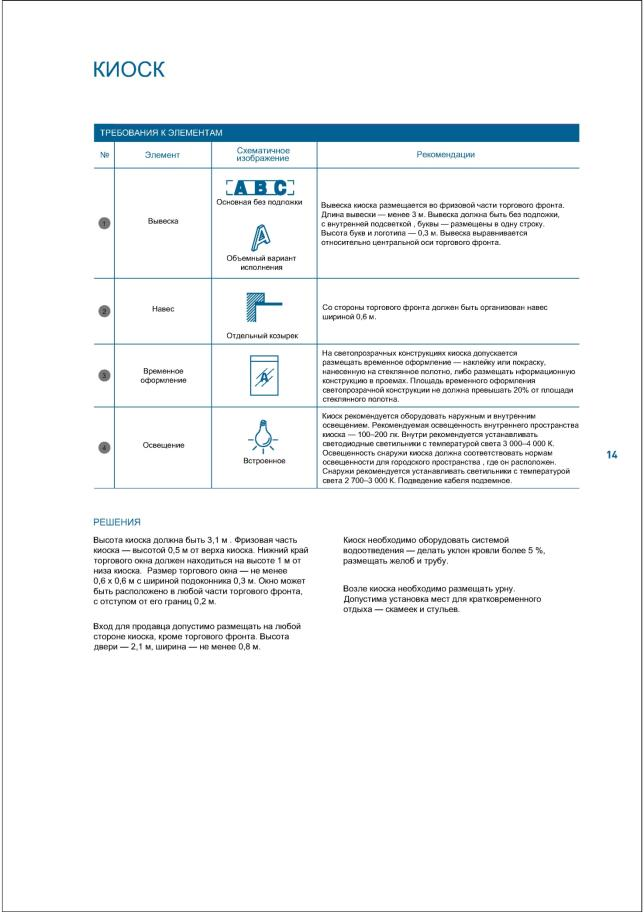 КИОСК
ТРЕБОВАНИЯ К ЭЛЕМЕНТАМ
№
Элемент
Схематичное
изображение
Рекомендации
1
Вывеска
А В С
Основная без подложки
А
Объемный вариант
исполнения
Вывеска киоска размещается во фризовой части торгового фронта.
Длина вывески — менее 3 м. Вывеска должна быть без подложки,
с внутренней подсветкой , буквы — размещены в одну строку.
Высота букв и логотипа — 0,3 м. Вывеска выравнивается
относительно центральной оси торгового фронта.
2
Навес
Отдельный козырек
Со стороны торгового фронта должен быть организован навес
шириной 0,6 м.
3
Временное
оформление
А
На светопрозрачных конструкциях киоска допускается
размещать временное оформление — наклейку или покраску,
нанесенную на стеклянное полотно, либо размещать нформационную
конструкцию в проемах. Площадь временного оформления
светопрозрачной конструкции не должна превышать 20% от площади
стеклянного полотна.
4
Освещение
Встроенное
Киоск рекомендуется оборудовать наружным и внутренним
освещением. Рекомендуемая освещенность внутреннего пространства
киоска — 100–200 лк. Внутри рекомендуется устанавливать
светодиодные светильники с температурой света 3 000–4 000 К.
Освещенность снаружи киоска должна соответствовать нормам
освещенности для городского пространства , где он расположен.
Снаружи рекомендуется устанавливать светильники с температурой
света 2 700–3 000 К. Подведение кабеля подземное.
14
РЕШЕНИЯ
Высота киоска должна быть 3,1 м . Фризовая часть
киоска — высотой 0,5 м от верха киоска. Нижний край
торгового окна должен находиться на высоте 1 м от
низа киоска. Размер торгового окна — не менее
0,6 х 0,6 м с шириной подоконника 0,3 м. Окно может
быть расположено в любой части торгового фронта,
с отступом от его границ 0,2 м.
Вход для продавца допустимо размещать на любой
стороне киоска, кроме торгового фронта. Высота
двери — 2,1 м, ширина — не менее 0,8 м.
Киоск необходимо оборудовать системой
водоотведения — делать уклон кровли более 5 %,
размещать желоб и трубу.
Возле киоска необходимо размещать урну.
Допустима установка мест для кратковременного
отдыха — скамеек и стульев.